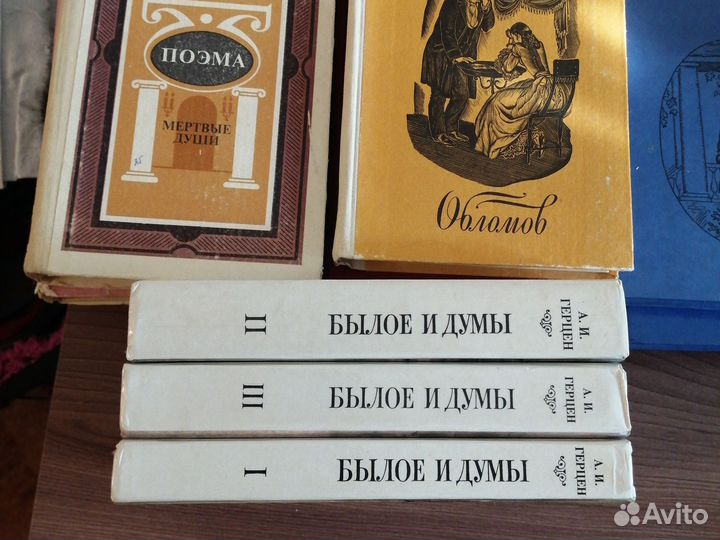 ПОЭМА
МЕРТВЫЕ
ДУШИ
Обломов
II БЫЛОЕ И ДУМЫ А. И. ГЕРЦЕН
III БЫЛОЕ И ДУМЫ А. И. ГЕРЦЕН
I БЫЛОЕ И ДУМЫ А. И. ГЕРЦЕН
Avito